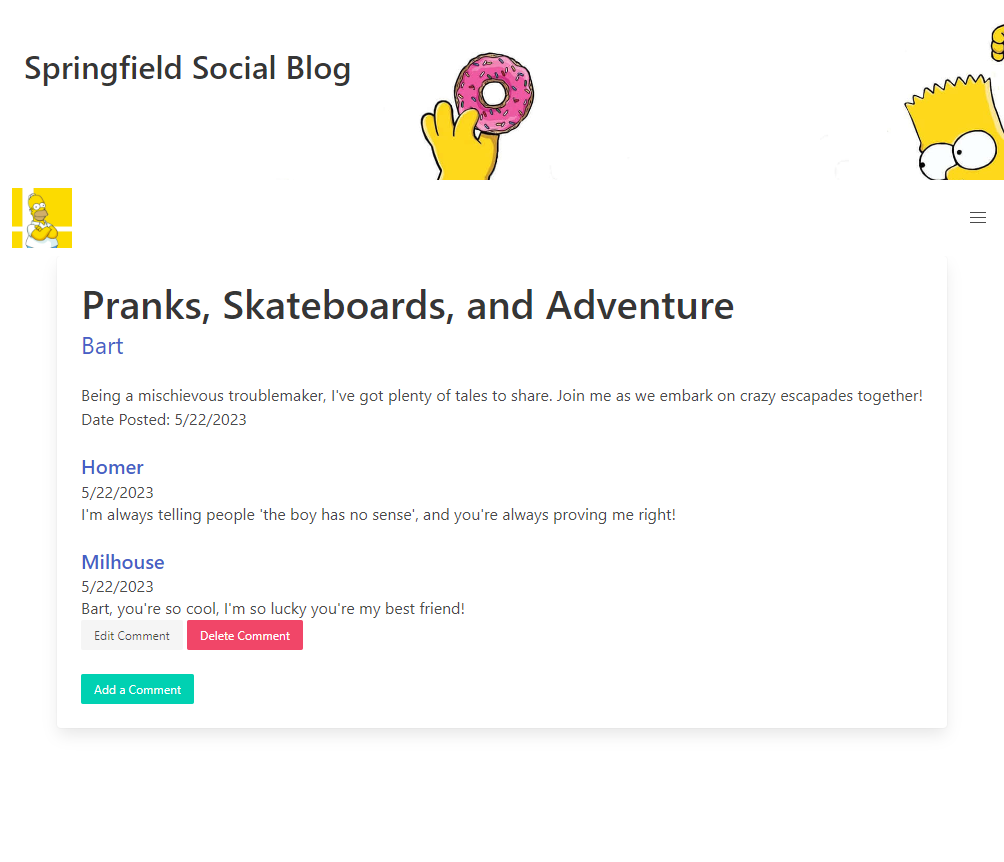 Springfield Social Blog
Pranks, Skateboards, and Adventure
Bart
Being a mischievous troublemaker, I've got plenty of tales to share. Join me as we embark on crazy escapades together!
Date Posted: 5/22/2023
Homer
5/22/2023
I'm always telling people 'the boy has no sense', and you're always proving me right!
Milhouse
5/22/2023
Bart, you're so cool, I'm so lucky you're my best friend!
Edit Comment Delete Comment
Add a Comment